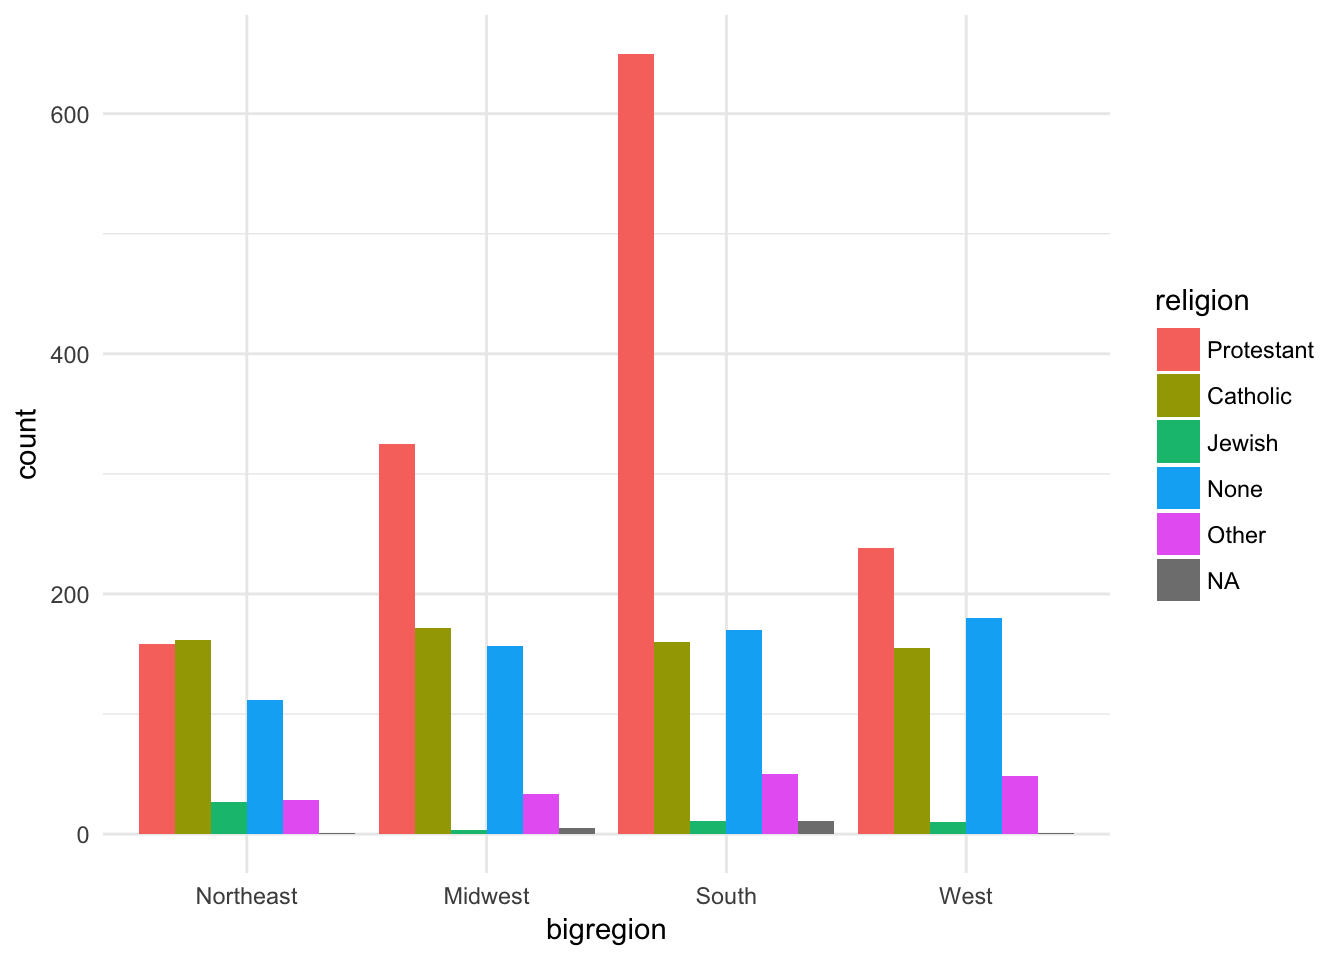 600
400
200
0
count
Northeast Midwest South West
bigregion
religion
Protestant
Catholic
Jewish
None
Other
NA